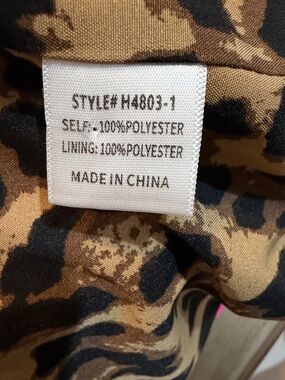 STYLE# H4803-1
SELF: 100%POLYESTER
LINING: 100%POLYESTER
MADE IN CHINA